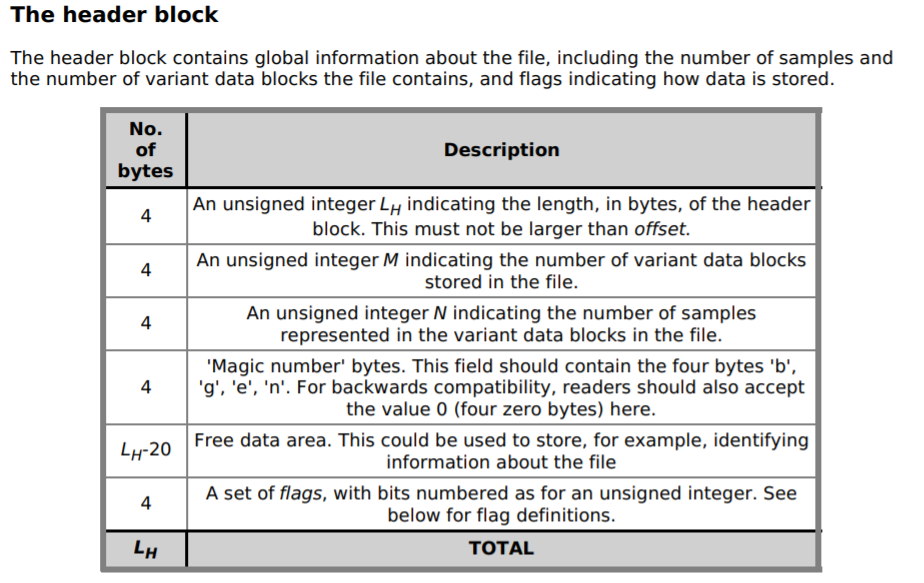 The header block
The header block contains global information about the file, including the number of samples and
the number of variant data blocks the file contains, and flags indicating how data is stored.
No.
of
bytes
Description
4
An unsigned integer LH indicating the length, in bytes, of the header
block. This must not be larger than offset.
4
An unsigned integer M indicating the number of variant data blocks
stored in the file.
4
An unsigned integer N indicating the number of samples
represented in the variant data blocks in the file.
4
'Magic number' bytes. This field should contain the four bytes 'b',
'g', 'e', 'n'. For backwards compatibility, readers should also accept
the value 0 (four zero bytes) here.
LH-20
Free data area. This could be used to store, for example, identifying
information about the file
4
A set of flags, with bits numbered as for an unsigned integer. See
below for flag definitions.
LH
TOTAL